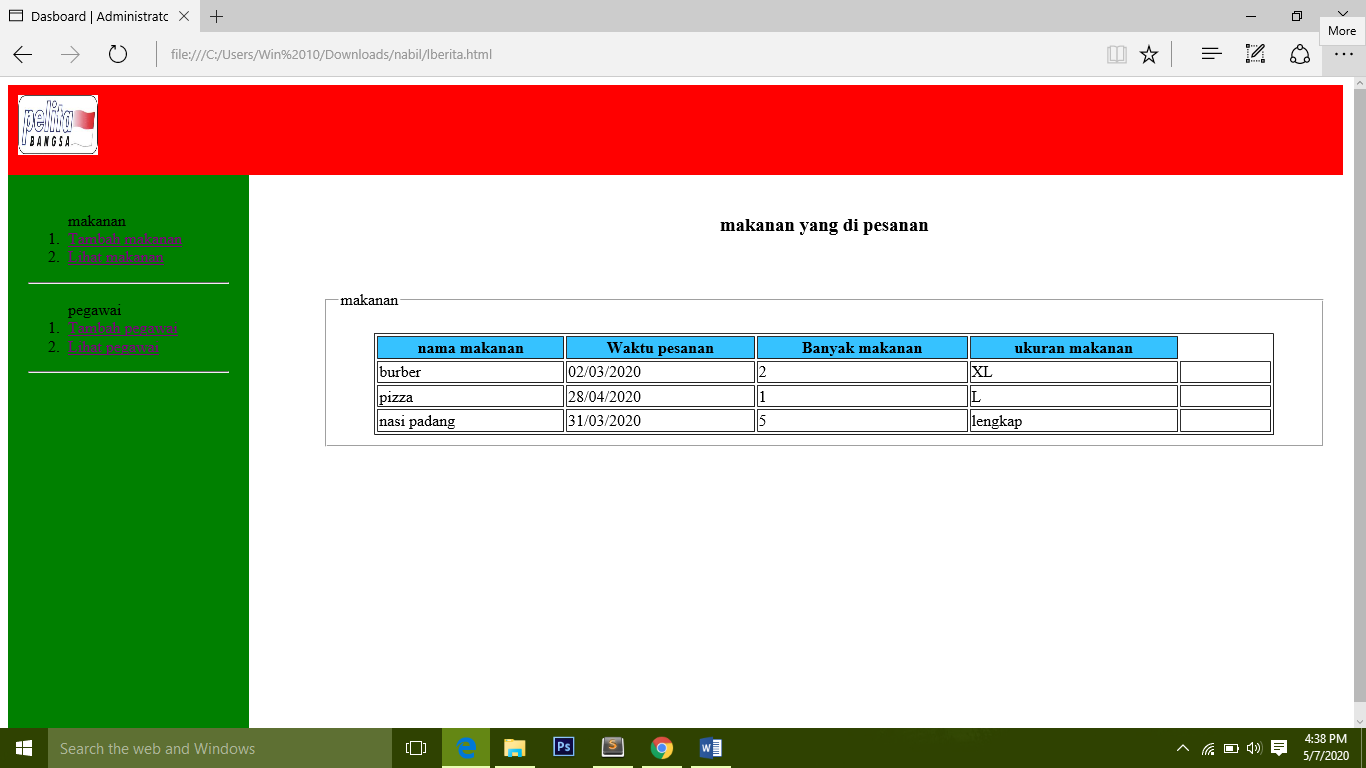 Dasboard | Administratc
More
file:///C:/Users/Win%2010/Downloads/nabil/lberita.html
pelita
BANGSA
makanan
1. Tambah makanan
2. Lihat makanan
pegawai
1. Tambah pegawai
2. Lihat pegawai
makanan yang di pesanan
makanan
nama makanan Waktu pesanan Banyak makanan ukuran makanan
burber 02/03/2020 2 XL
pizza 28/04/2020 1 L
nasi padang 31/03/2020 5 lengkap
Search the web and Windows
Ps
S
W
4:38 PM
5/7/2020